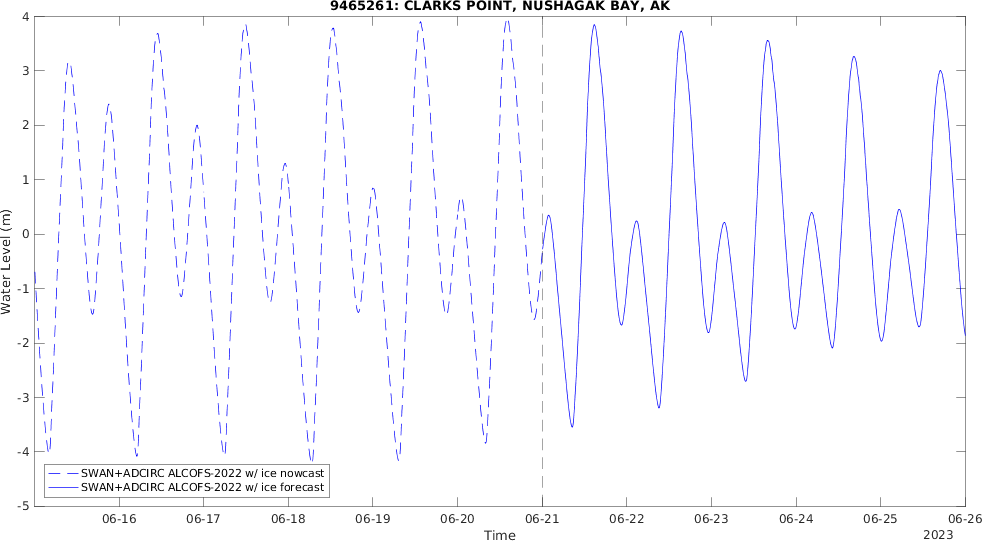 9465261: CLARKS POINT, NUSHAGAK BAY, AK
4
3
2
1
0
-1
-2
-3
-4
-5
Water Level (m)
SWAN+ADCIRC ALCOFS-2022 w/ ice nowcast
SWAN+ADCIRC ALCOFS-2022 w/ ice forecast
06-16 06-17 06-18 06-19 06-20 06-21 06-22 06-23 06-24 06-25 06-26
Time
2023